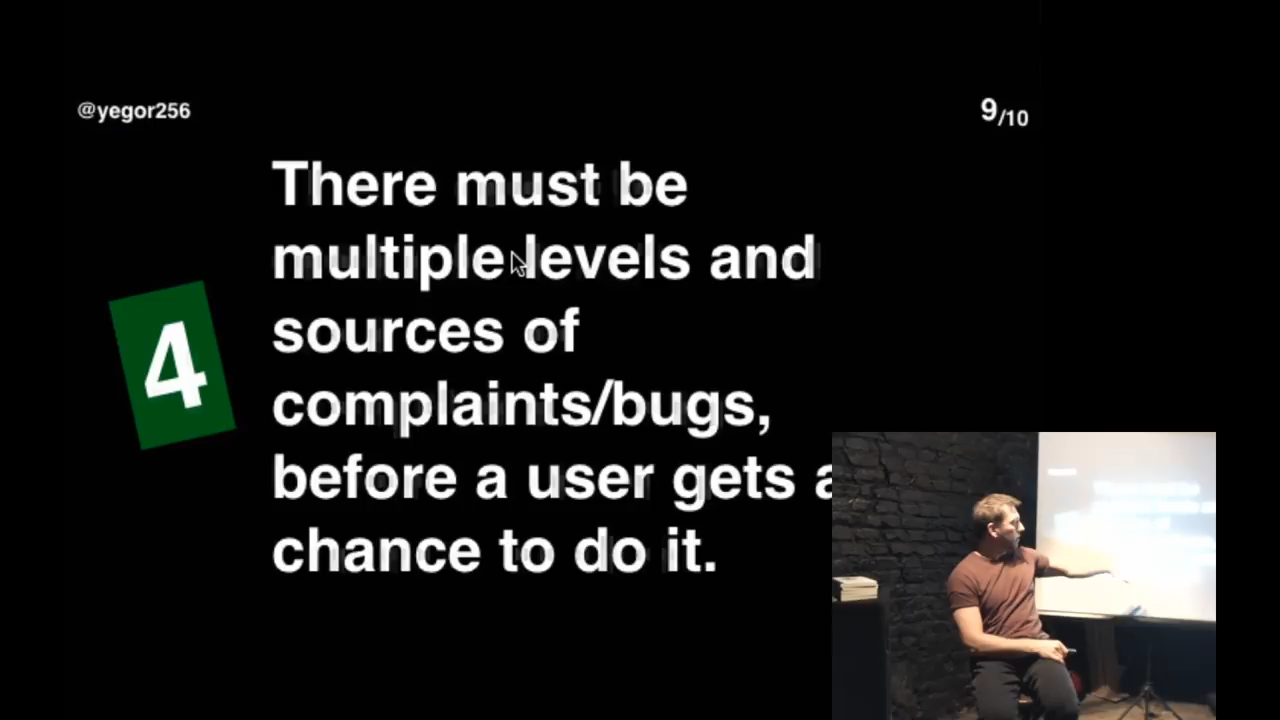 @yegor256
9/10
4
There must be
multiple levels and
sources of
complaints/bugs,
before a user gets a
chance to do it.